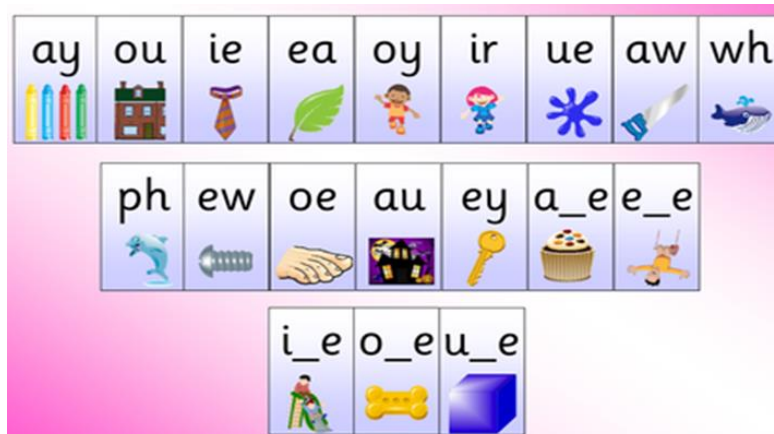 ay ou ie ea oy ir ue aw wh
ph ew oe au ey a_e e_e
i_e o_e u_e